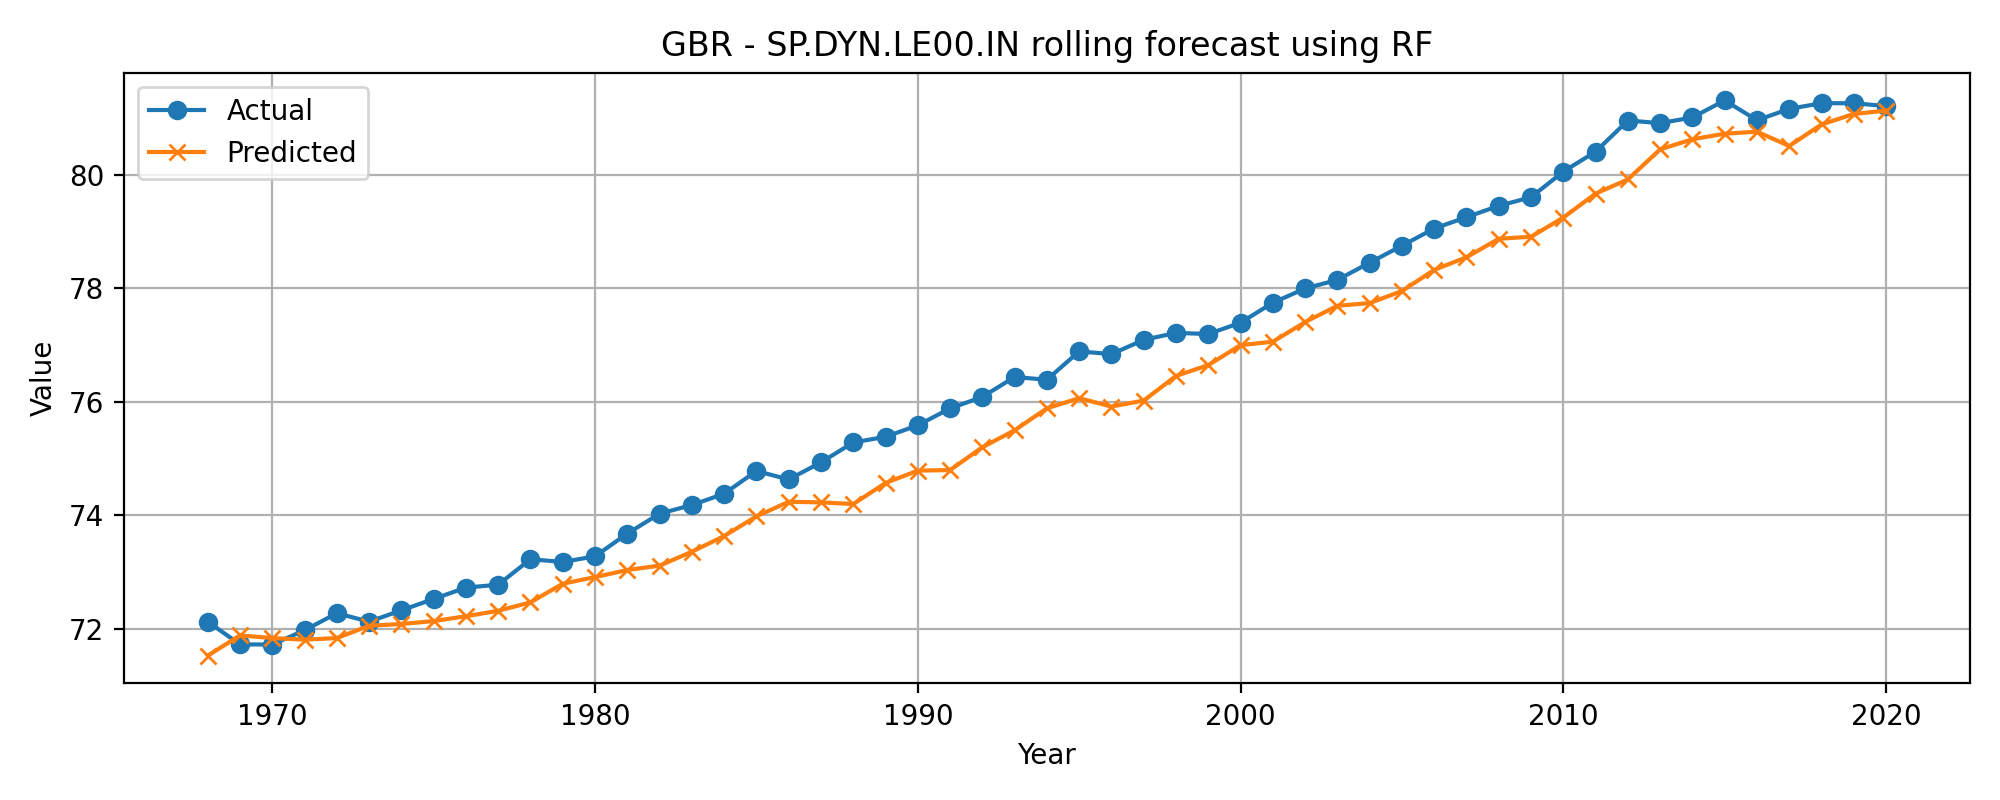 GBR - SP.DYN.LE00.IN rolling forecast using RF
Actual
Predicted
Value
80
78
76
74
72
1970
1980
1990
2000
2010
2020
Year